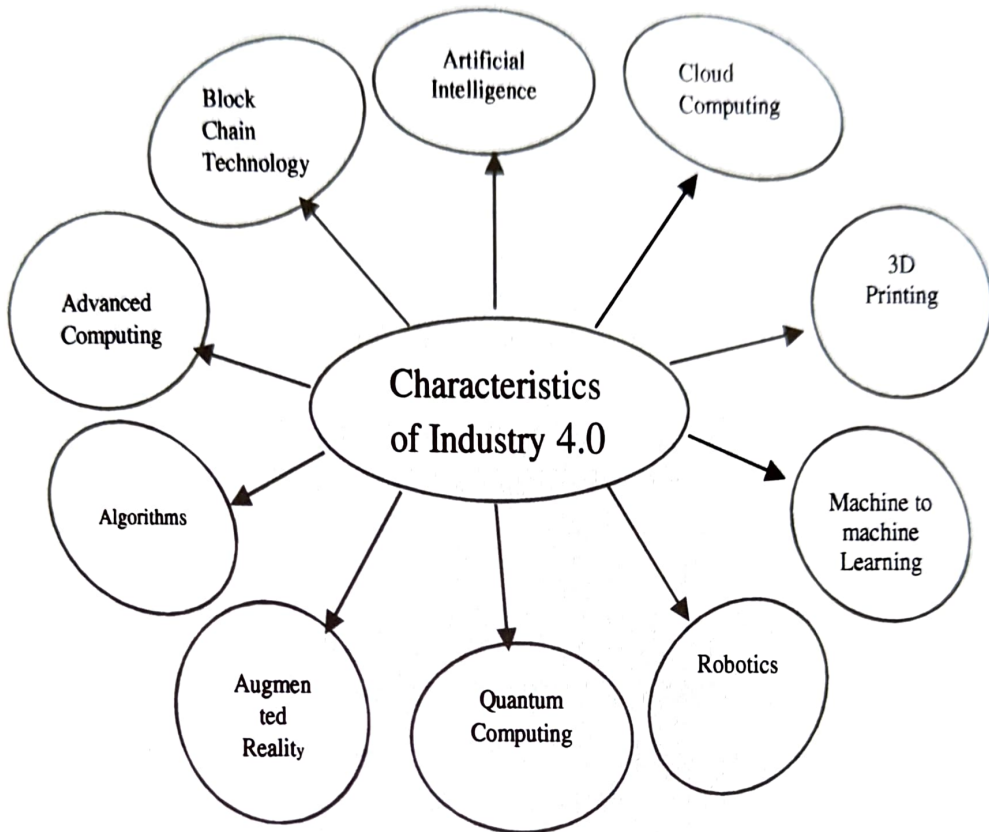 Artificial
Intelligence
Cloud
Computing
Block
Chain
Technology
3D
Printing
Advanced
Computing
Characteristics
of Industry 4.0
Machine to
machine
Learning
Algorithms
Robotics
Augmen
ted
Reality
Quantum
Computing